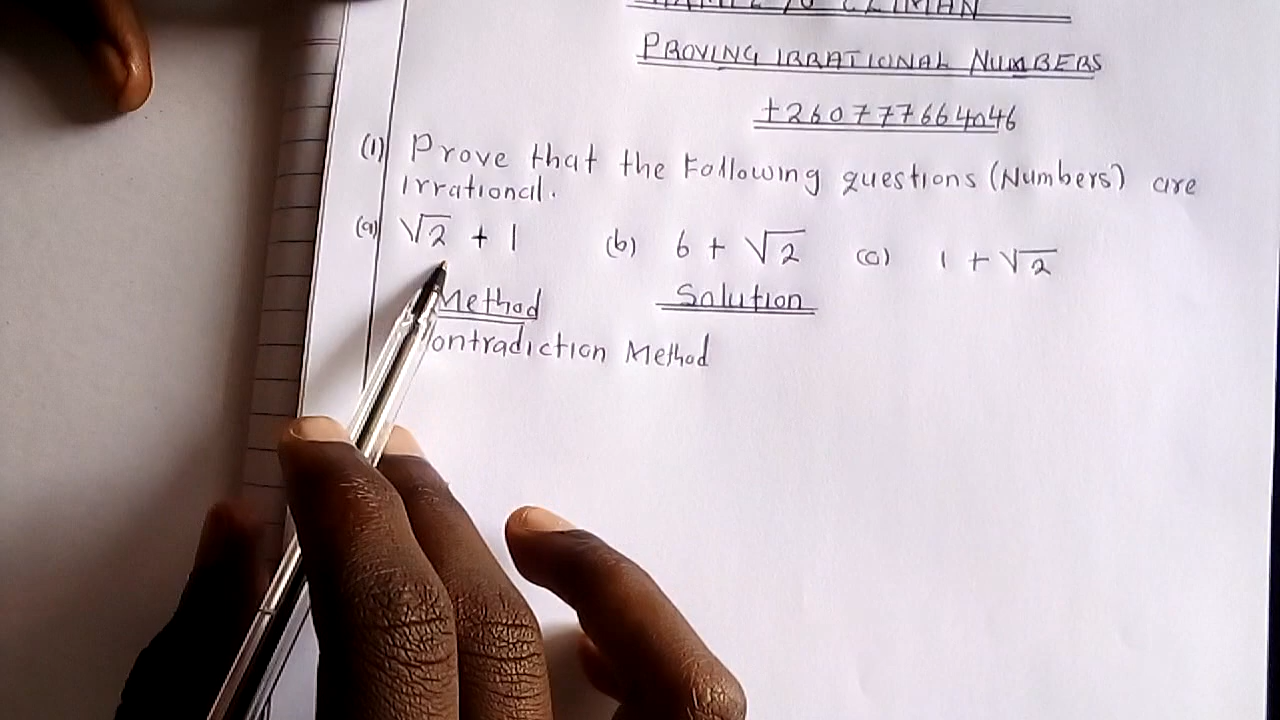 PROVING IRRATIONAL NUMBERS
+260777664046
(1) Prove that the Following questions (Numbers) are
Irrational.
(a) √2 + 1 (b) 6 + √2 (c) 1 + √2
Method Solution
Contradiction Method